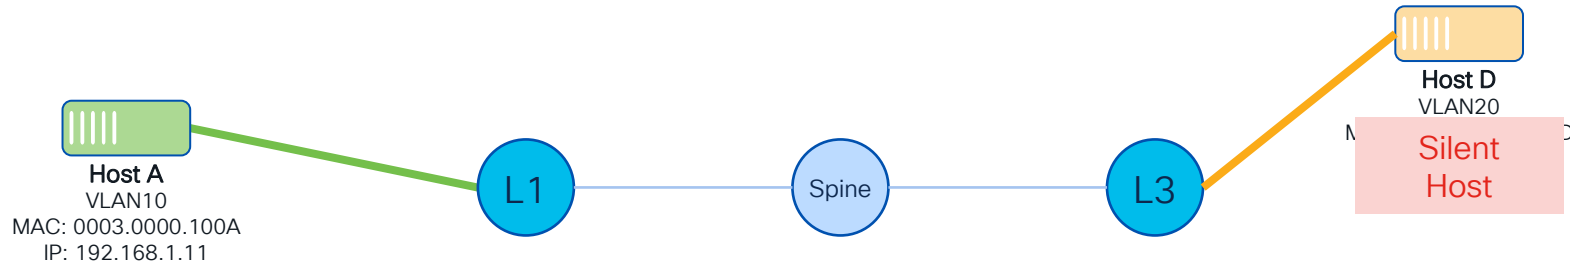 Host A
VLAN10
MAC: 0003.0000.100A
IP: 192.168.1.11
L1
Spine
L3
Host D
VLAN20
Silent
Host